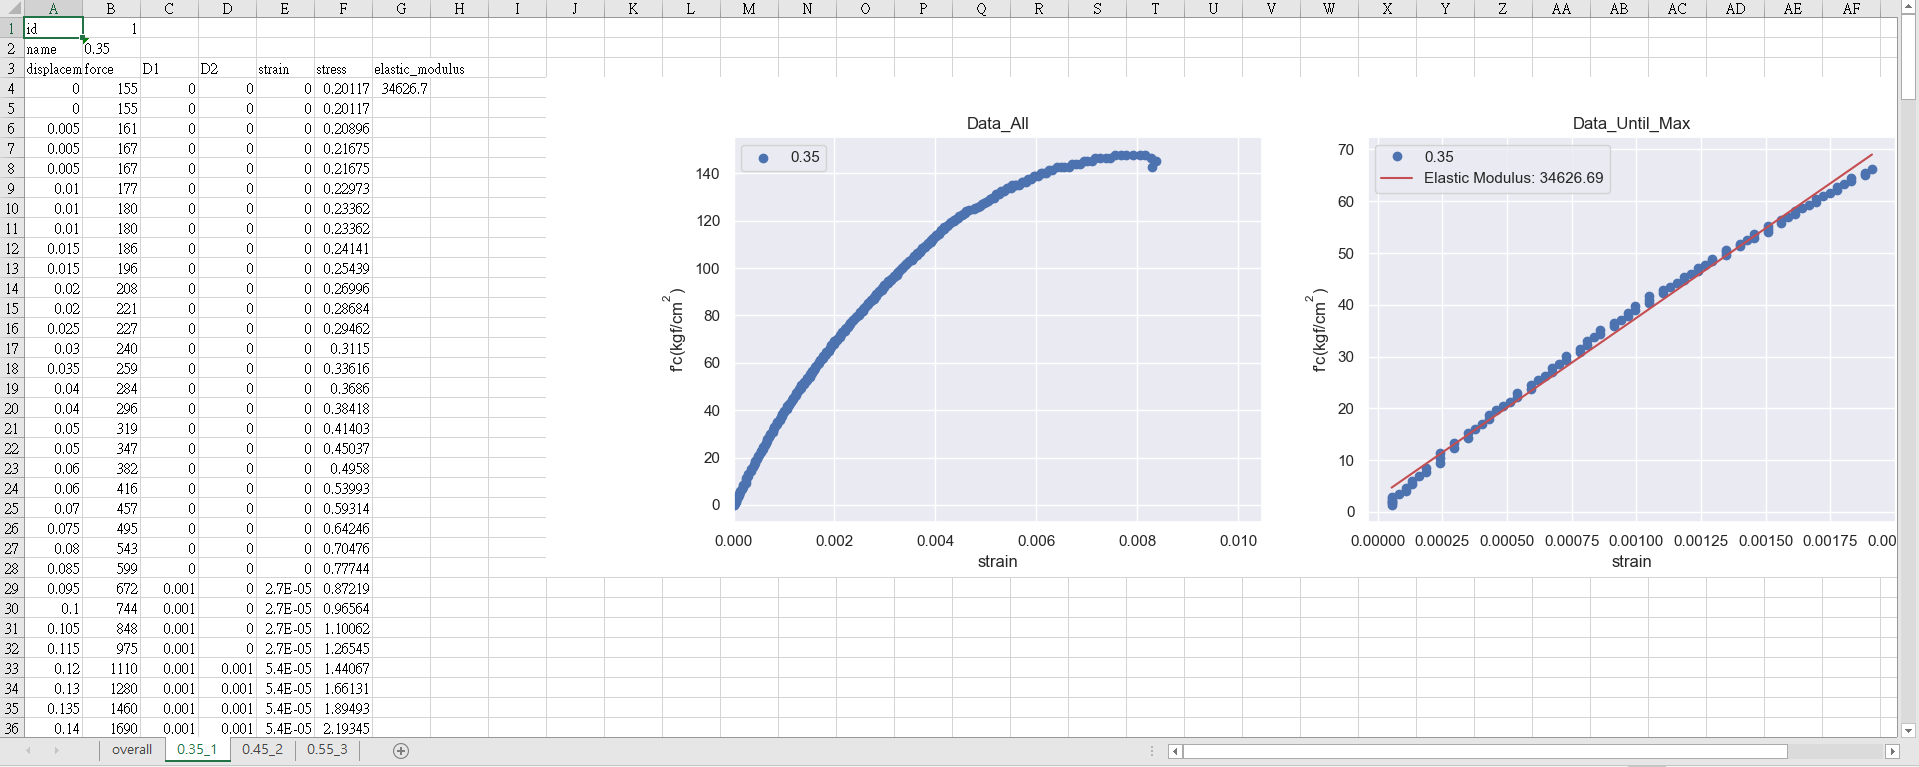 A B C D E F G H I J K L M N O P Q R S T U V W X Y Z AA AB AC AD AE AF
1 id 1
2 name 0.35
3 displacem force D1 D2 strain stress elastic_modulus
4 0 155 0 0 0 0.20117 34626.7
5 0 155 0 0 0 0.20117
6 0.005 161 0 0 0 0.20896
7 0.005 167 0 0 0 0.21675
8 0.005 167 0 0 0 0.21675
9 0.01 177 0 0 0 0.22973
10 0.01 180 0 0 0 0.23362
11 0.01 180 0 0 0 0.23362
12 0.015 186 0 0 0 0.24141
13 0.015 196 0 0 0 0.25439
14 0.02 208 0 0 0 0.26996
15 0.02 221 0 0 0 0.28684
16 0.025 227 0 0 0 0.29462
17 0.03 240 0 0 0 0.3115
18 0.035 259 0 0 0 0.33616
19 0.04 284 0 0 0 0.3686
20 0.04 296 0 0 0 0.38418
21 0.05 319 0 0 0 0.41403
22 0.05 347 0 0 0 0.45037
23 0.06 382 0 0 0 0.4958
24 0.06 416 0 0 0 0.53993
25 0.07 457 0 0 0 0.59314
26 0.075 495 0 0 0 0.64246
27 0.08 543 0 0 0 0.70476
28 0.085 599 0 0 0 0.77744
29 0.095 672 0.001 0 2.7E-05 0.87219
30 0.1 744 0.001 0 2.7E-05 0.96564
31 0.105 848 0.001 0 2.7E-05 1.10062
32 0.115 975 0.001 0 2.7E-05 1.26545
33 0.12 1110 0.001 0.001 5.4E-05 1.44067
34 0.13 1280 0.001 0.001 5.4E-05 1.66131
35 0.135 1460 0.001 0.001 5.4E-05 1.89493
36 0.14 1690 0.001 0.001 5.4E-05 2.19345
Data_All
0.35
f'c(kgf/cm²)
140
120
100
80
60
40
20
0
0.000 0.002 0.004 0.006 0.008 0.010
strain
Data_Until_Max
0.35
Elastic Modulus: 34626.69
f'c(kgf/cm²)
70
60
50
40
30
20
10
0
0.00000 0.00025 0.00050 0.00075 0.00100 0.00125 0.00150 0.00175 0.00
strain
overall 0.35_1 0.45_2 0.55_3